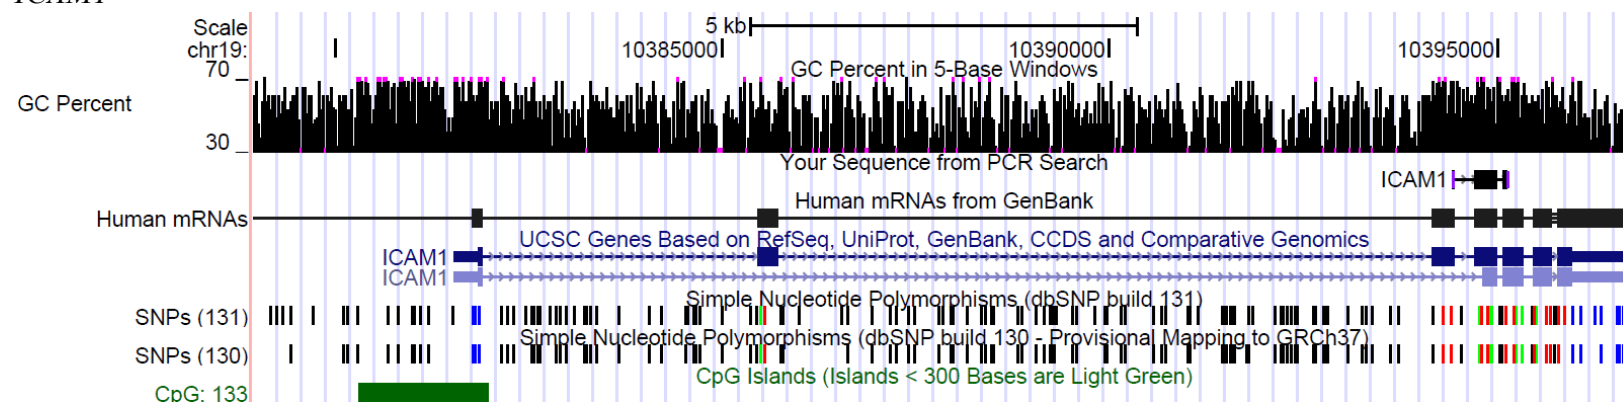 ICAM1
Scale 5 kb
chr19: 10385000 10390000 10395000
GC Percent in 5-Base Windows
70
GC Percent
30
Your Sequence from PCR Search
ICAM1
Human mRNAs from GenBank
Human mRNAs
UCSC Genes Based on RefSeq, UniProt, GenBank, CCDS and Comparative Genomics
ICAM1
ICAM1
Simple Nucleotide Polymorphisms (dbSNP build 131)
SNPs (131)
Simple Nucleotide Polymorphisms (dbSNP build 130 - Provisional Mapping to GRCh37)
SNPs (130)
CpG Islands (Islands < 300 Bases are Light Green)
CpG: 133